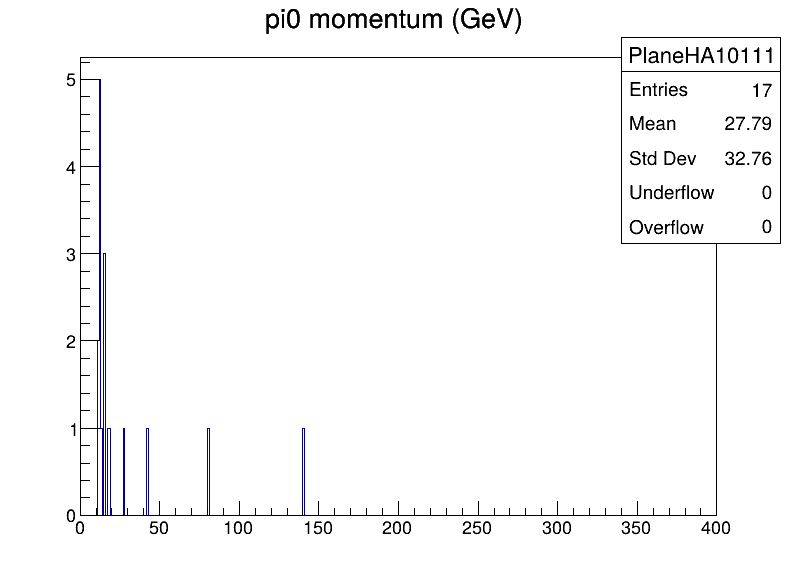 pi0 momentum (GeV)
PlaneHA10111
Entries 17
Mean 27.79
Std Dev 32.76
Underflow 0
Overflow 0
5
4
3
2
1
0
0 50 100 150 200 250 300 350 400